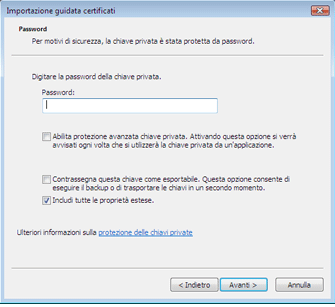 Importazione guidata certificati
Password
Per motivi di sicurezza, la chiave privata è stata protetta da password.
Digitare la password della chiave privata.
Password:
Abilita protezione avanzata chiave privata. Attivando questa opzione si verrà
avvisati ogni volta che si utilizzerà la chiave privata da un'applicazione.
Contrassegna questa chiave come esportabile. Questa opzione consente di
eseguire il backup o di trasportare le chiavi in un secondo momento.
Includi tutte le proprietà estese.
Ulteriori informazioni sulla protezione delle chiavi private
< Indietro
Avanti >
Annulla